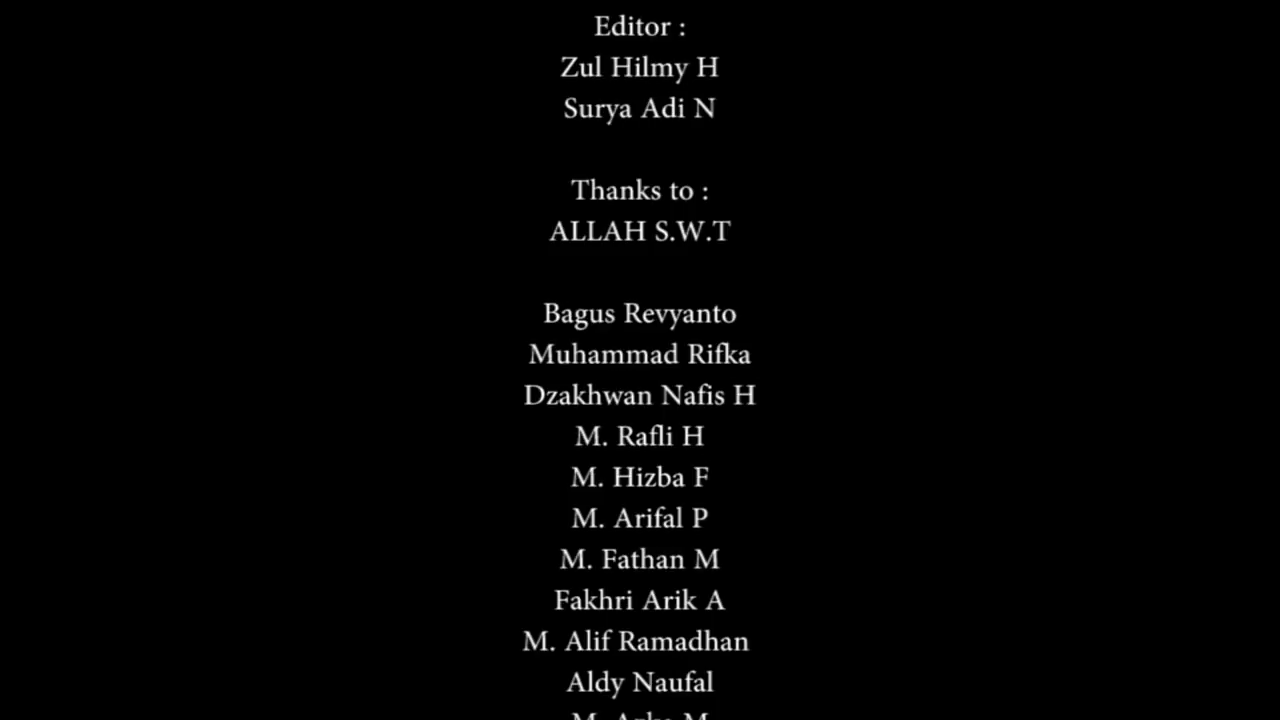 Editor :
Zul Hilmy H
Surya Adi N
Thanks to :
ALLAH S.W.T
Bagus Revyanto
Muhammad Rifka
Dzakhwan Nafis H
M. Rafli H
M. Hizba F
M. Arifal P
M. Fathan M
Fakhri Arik A
M. Alif Ramadhan
Aldy Naufal